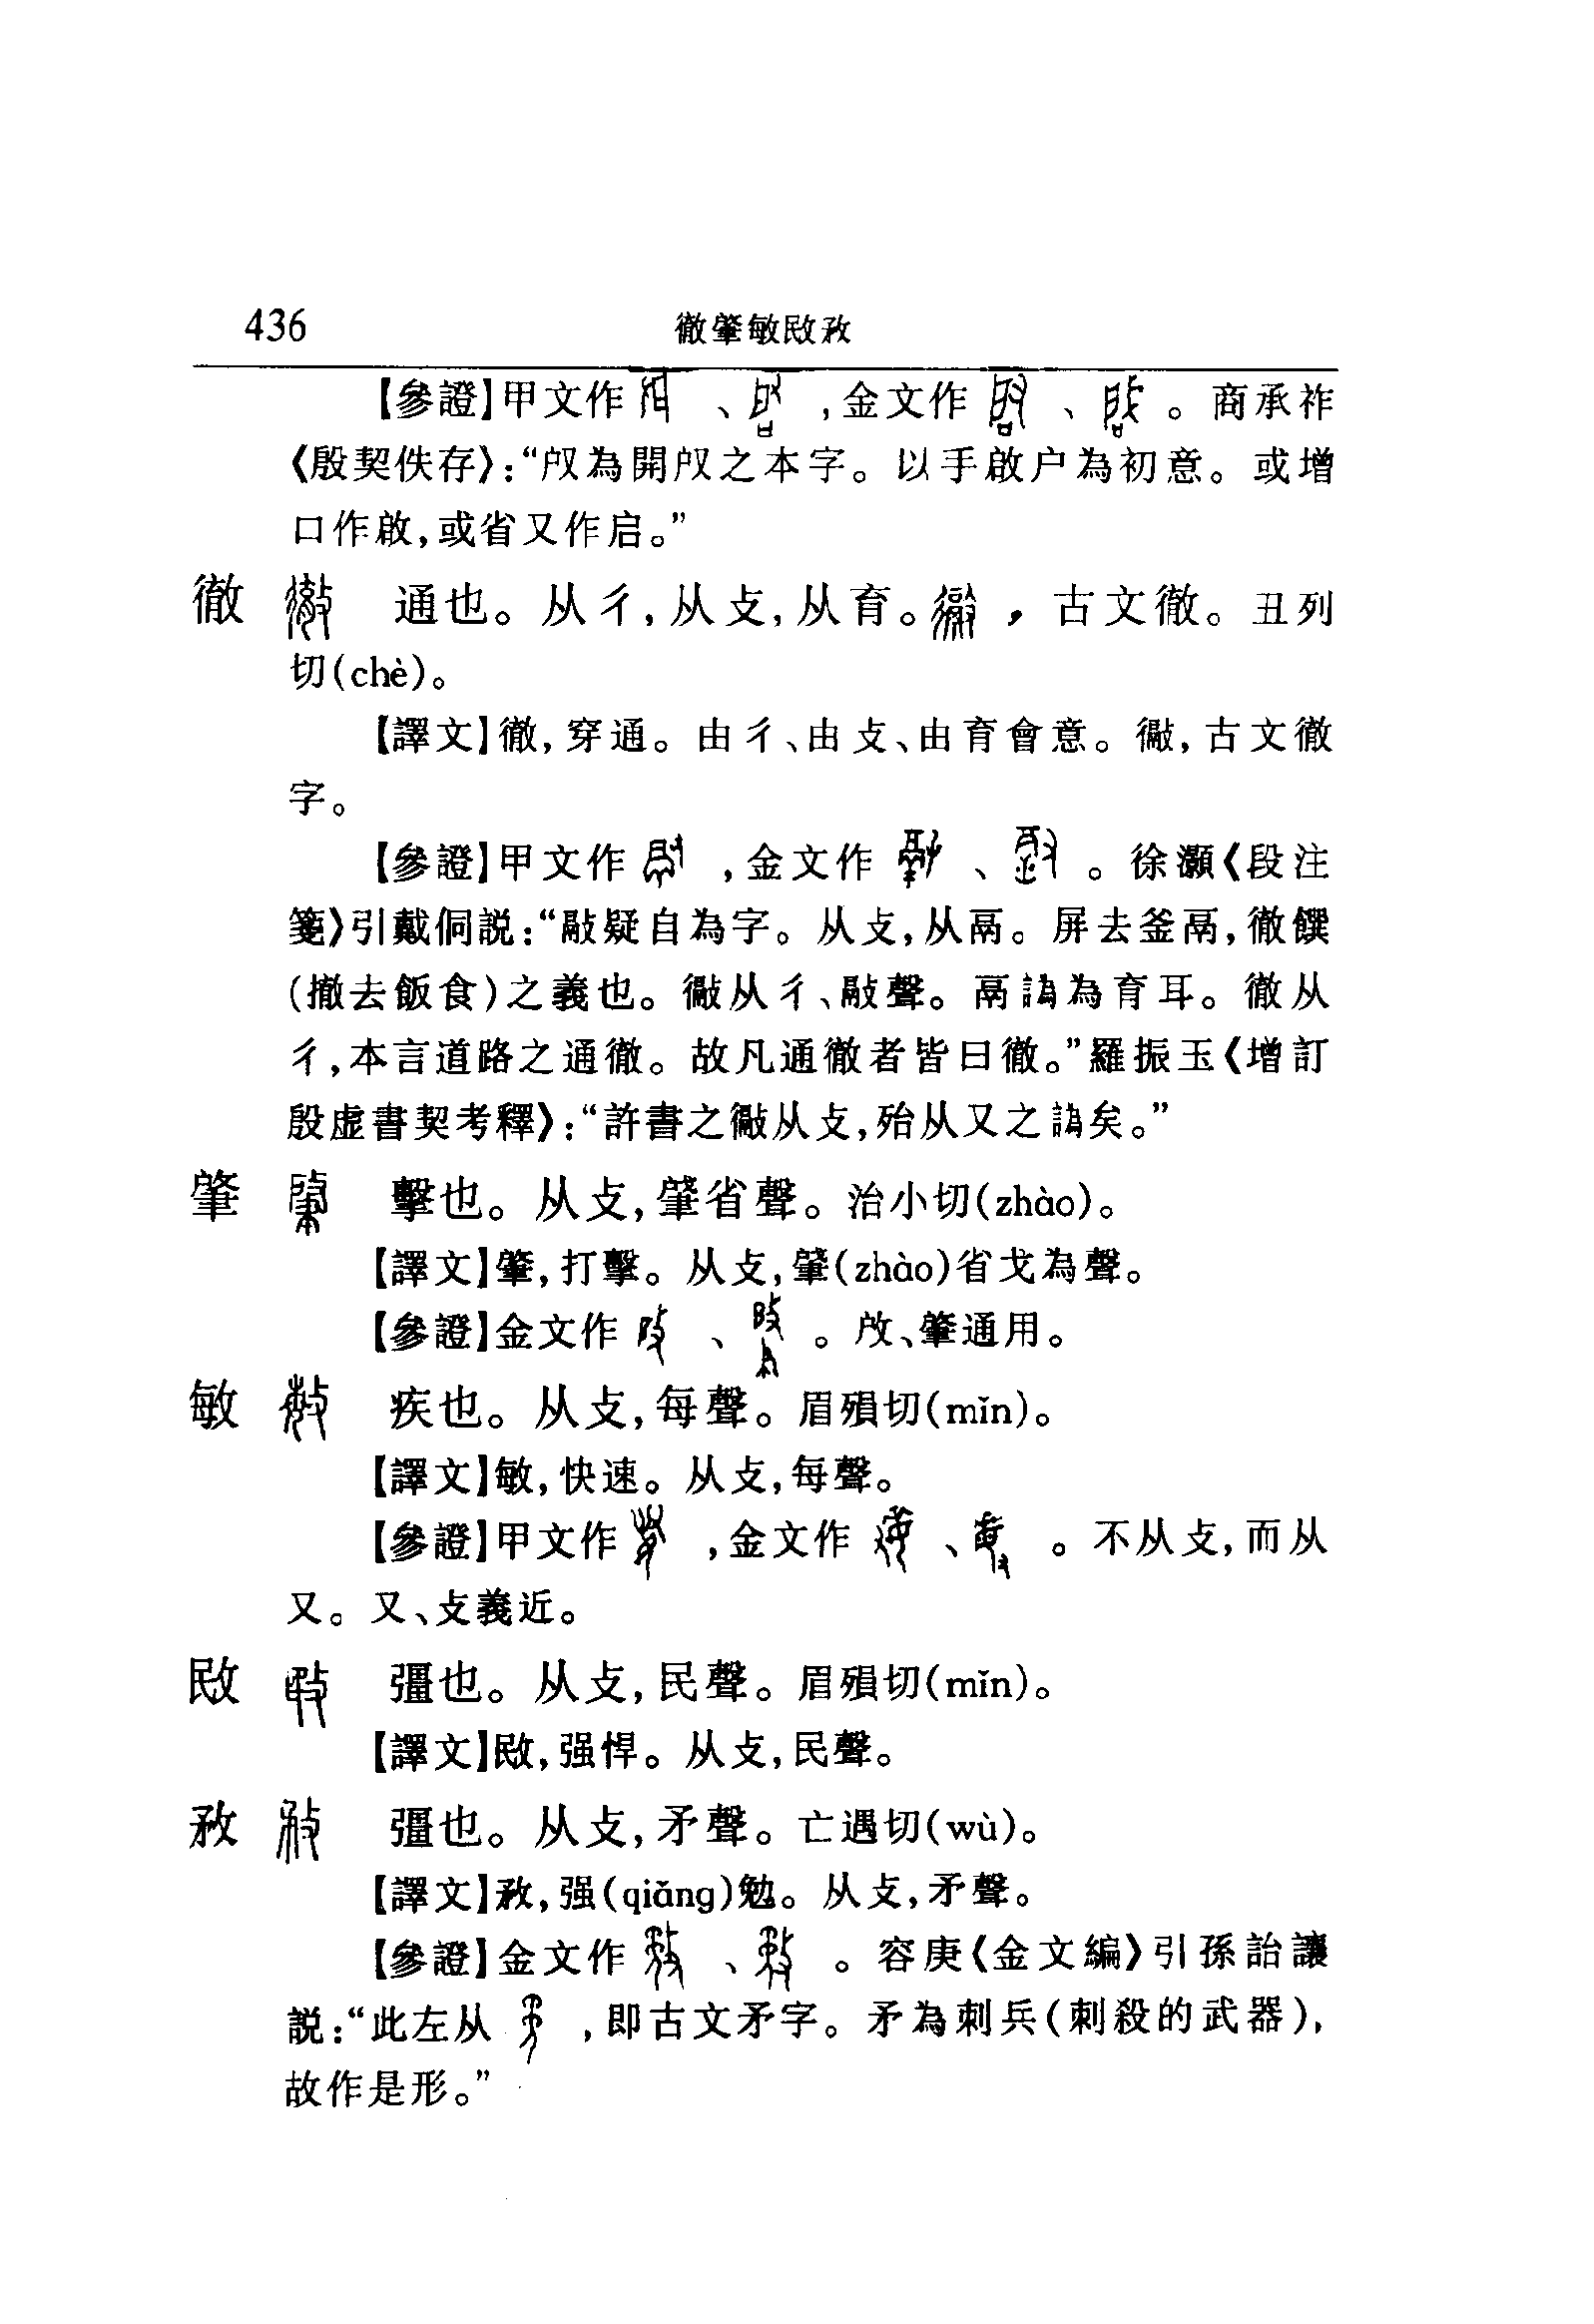 436 徹肇敏敃敄
【參證】甲文作、，金文作、。商承祚
《殷契佚存》：“𢼄為開𢼄之本字。以手啟户為初意。或增
口作啟，或省又作启。”
徹 通也。从彳，从攴，从育。，古文徹。丑列
切(chè)。
【譯文】徹，穿通。由彳、由攴、由育會意。𢕹，古文徹
字。
【參證】甲文作，金文作、。徐灝《段注
箋》引戴侗説：“𢿱疑自為字。从攴，从鬲。屏去釜鬲，徹饌
(撤去飯食)之義也。𢕹从彳、𢿱聲。鬲譌為育耳。徹从
彳，本言道路之通徹。故凡通徹者皆曰徹。”羅振玉《增訂
殷虛書契考釋》：“許書之𢕹从攴，殆从又之譌矣。”
肇 擊也。从攴，肈省聲。治小切(zhào)。
【譯文】肇，打擊。从攴，肈(zhào)省戈為聲。
【參證】金文作、。啟、肇通用。
敏 疾也。从攴，每聲。眉殞切(mǐn)。
【譯文】敏，快速。从攴，每聲。
【參證】甲文作，金文作、。不从攴，而从
又。又、攴義近。
敃 彊也。从攴，民聲。眉殞切(mǐn)。
【譯文】敃，强悍。从攴，民聲。
敄 彊也。从攴，矛聲。亡遇切(wù)。
【譯文】敄，强(qiǎng)勉。从攴，矛聲。
【參證】金文作、。容庚《金文編》引孫詒讓
説：“此左从，即古文矛字。矛為刺兵(刺殺的武器)，
故作是形。”